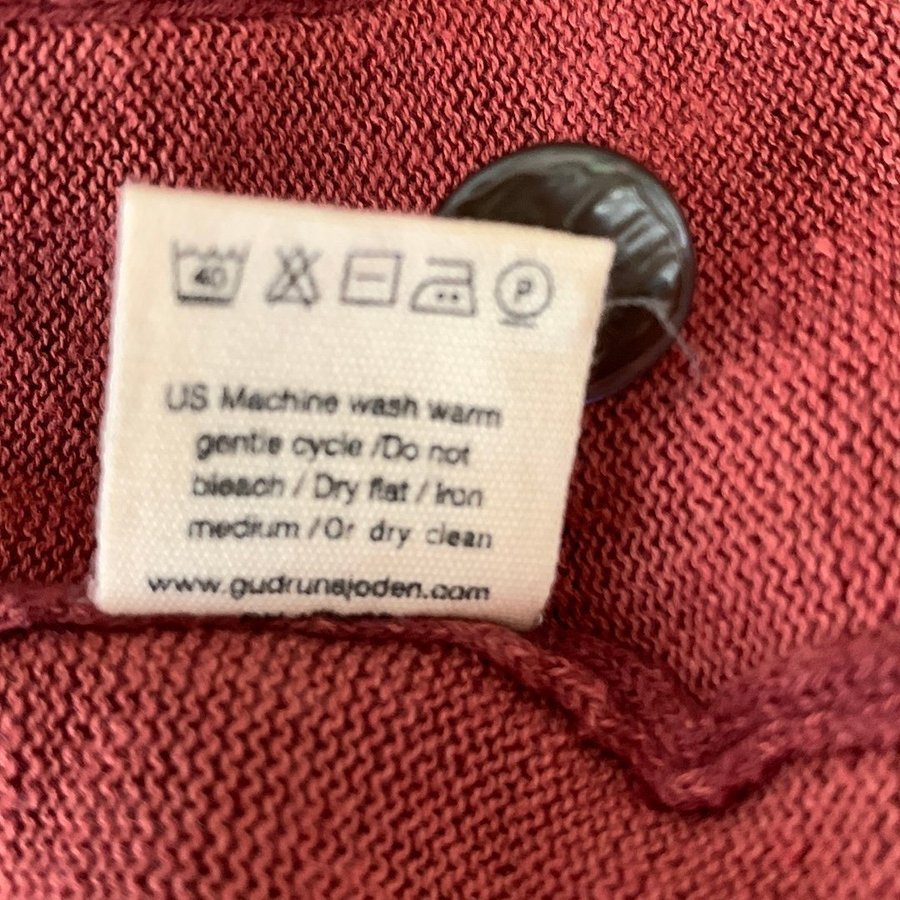 40 P
US Machine wash warm
gentle cycle /Do not
bleach / Dry flat / Iron
medium /Or dry clean
www.gudrunsjoden.com